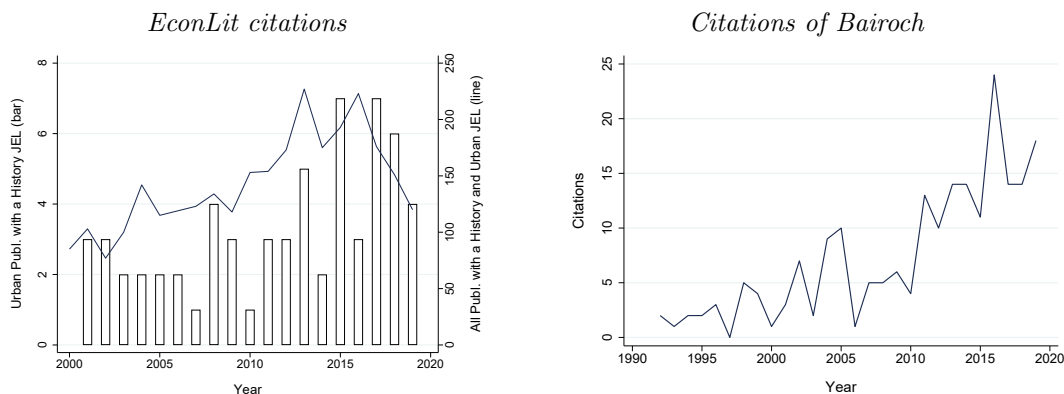 EconLit citations
Urban Publ. with a History JEL (bar)
8
6
4
2
0
250
200
150
100
50
0
All Publ. with a History and Urban JEL (line)
2000 2005 2010 2015 2020
Year
Citations of Bairoch
Citations
25
20
15
10
5
0
1990 1995 2000 2005 2010 2015 2020
Year